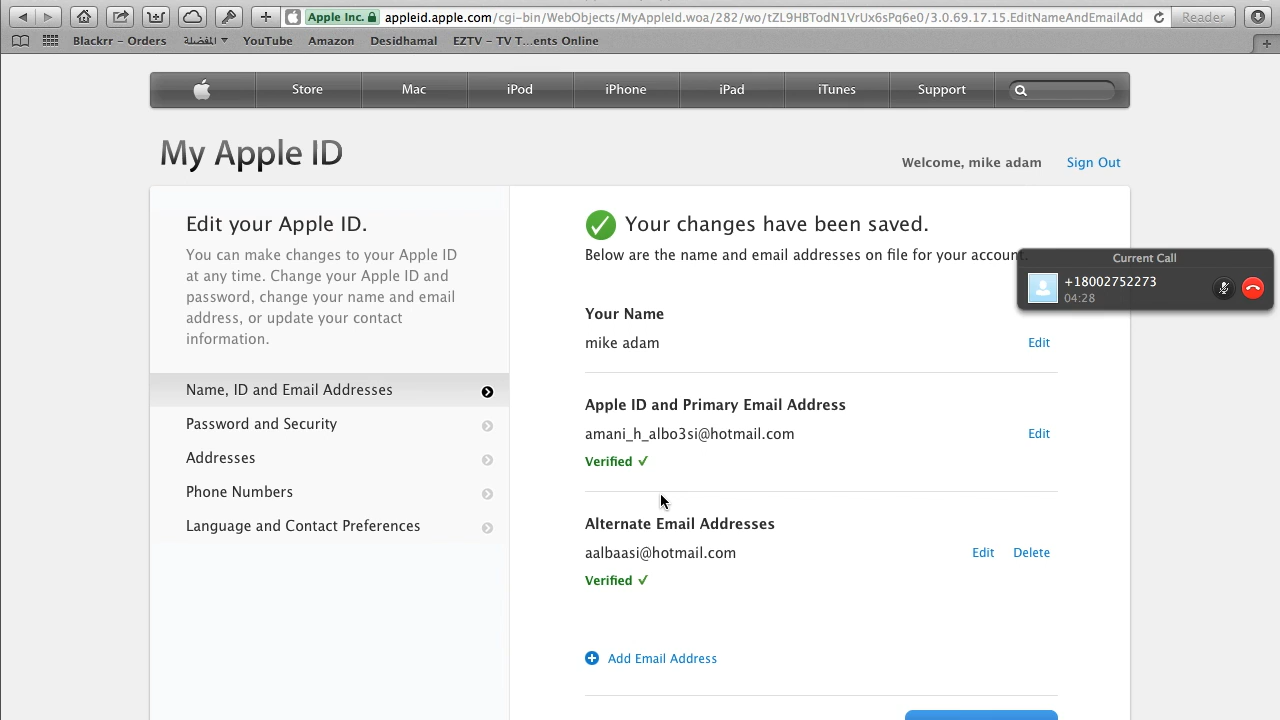 Apple Inc. appleid.apple.com/cgi-bin/WebObjects/MyAppleId.woa/282/wo/tZL9HBTodN1VrUx6sPq6e0/3.0.69.17.15.EditNameAndEmailAdd Reader
Blackrr - Orders المفضلة YouTube Amazon Desidhamal EZTV - TV T...ents Online
Store Mac iPod iPhone iPad iTunes Support
My Apple ID
Welcome, mike adam Sign Out
Edit your Apple ID.
You can make changes to your Apple ID
at any time. Change your Apple ID and
password, change your name and email
address, or update your contact
information.
Name, ID and Email Addresses
Password and Security
Addresses
Phone Numbers
Language and Contact Preferences
Your changes have been saved.
Below are the name and email addresses on file for your account.
Your Name
mike adam Edit
Apple ID and Primary Email Address
amani_h_albo3si@hotmail.com Edit
Verified ✓
Alternate Email Addresses
aalbaasi@hotmail.com Edit Delete
Verified ✓
Add Email Address
Current Call
+18002752273
04:28